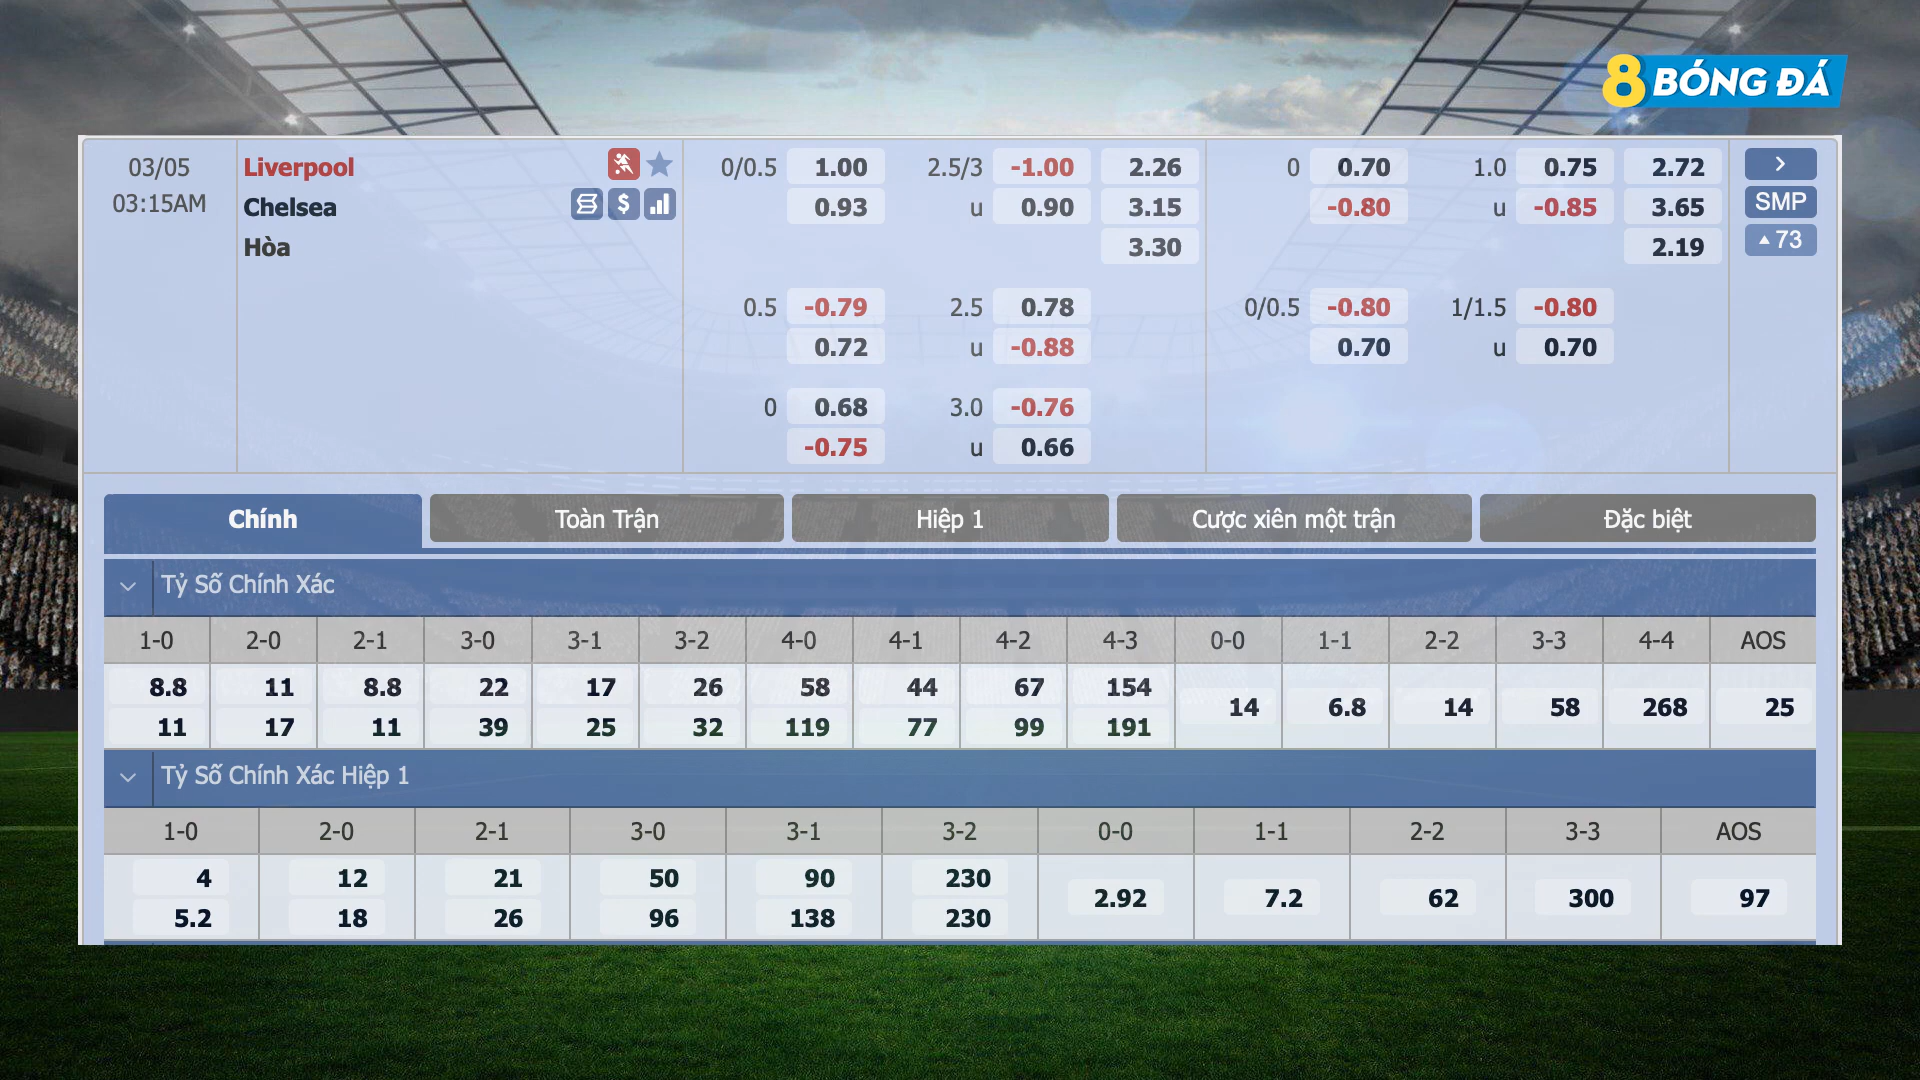 8 BÓNG ĐÁ
03/05 Liverpool 0/0.5 1.00 2.5/3 -1.00 2.26 0 0.70 1.0 0.75 2.72
03:15AM Chelsea $ 0.93 u 0.90 3.15 -0.80 u -0.85 3.65 SMP
Hòa 3.30 2.19 73
0.5 -0.79 2.5 0.78 0/0.5 -0.80 1/1.5 -0.80
0.72 u -0.88 0.70 u 0.70
0 0.68 3.0 -0.76
-0.75 u 0.66
Chính Toàn Trận Hiệp 1 Cược xiên một trận Đặc biệt
Tỷ Số Chính Xác
1-0 2-0 2-1 3-0 3-1 3-2 4-0 4-1 4-2 4-3 0-0 1-1 2-2 3-3 4-4 AOS
8.8 11 8.8 22 17 26 58 44 67 154
14 6.8 14 58 268 25
11 17 11 39 25 32 119 77 99 191
Tỷ Số Chính Xác Hiệp 1
1-0 2-0 2-1 3-0 3-1 3-2 0-0 1-1 2-2 3-3 AOS
4 12 21 50 90 230
2.92 7.2 62 300 97
5.2 18 26 96 138 230